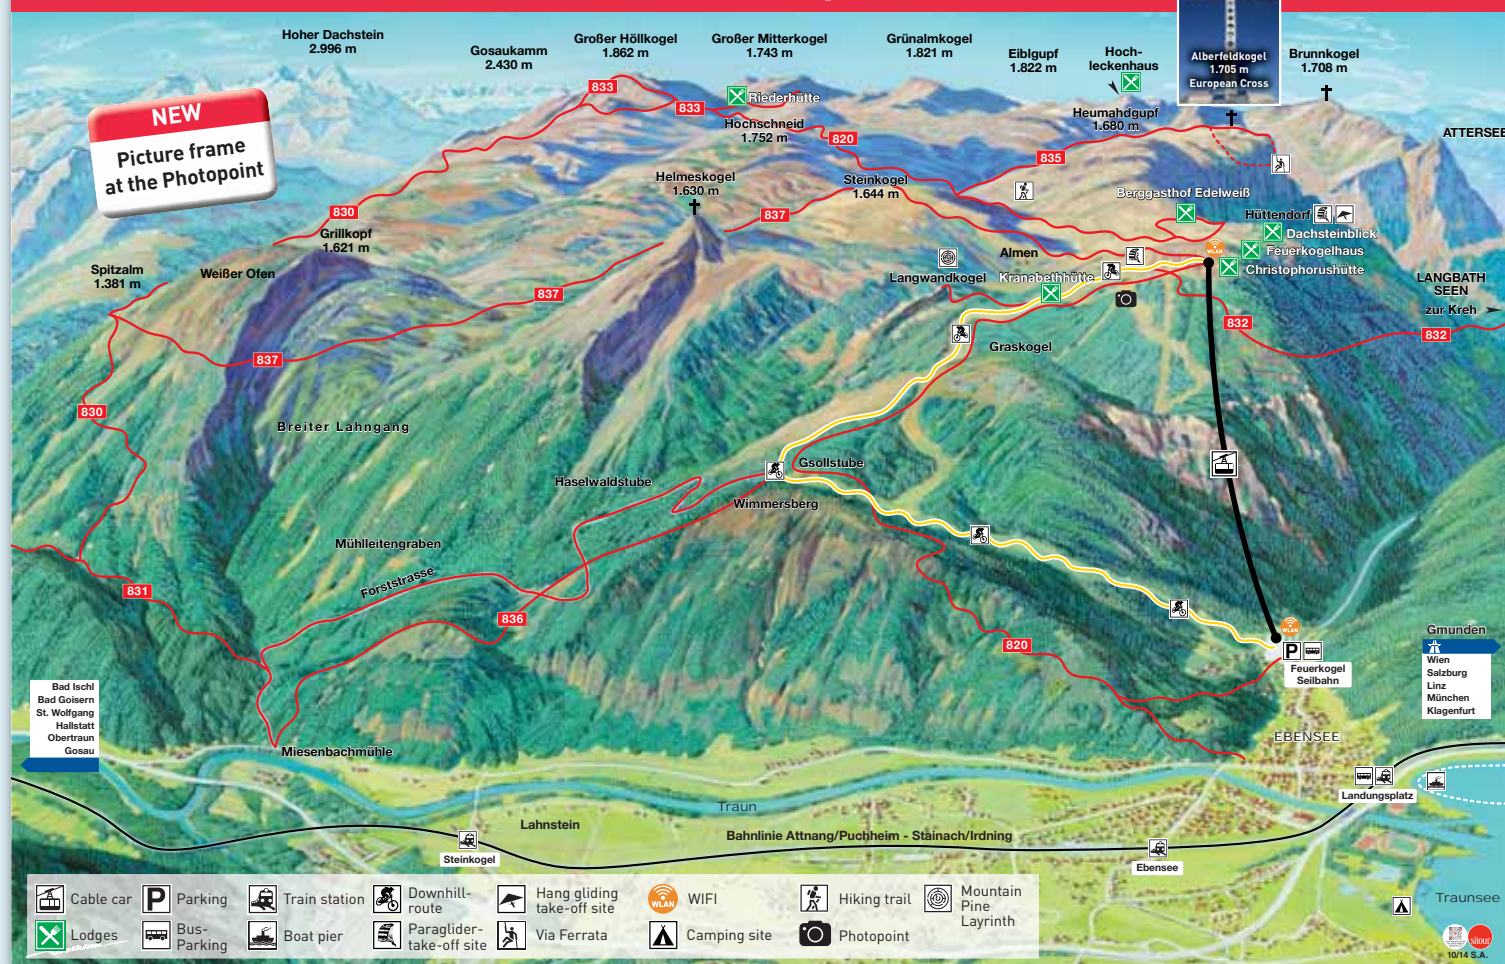 Hoher Dachstein
2.996 m
Gosaukamm
2.430 m
Großer Höllkogel
1.862 m
Großer Mitterkogel
1.743 m
Grünalmkogel
1.821 m
Eiblgupf
1.822 m
Hoch-
leckenhaus
Alberfeldkogel
1.705 m
European Cross
Brunnkogel
1.708 m
NEW
Picture frame
at the Photopoint
833
833
Riederhütte
Hochschneid
1.752 m
820
Heumahdgupf
1.680 m
835
ATTERSEE
Helmeskogel
1.630 m
Steinkogel
1.644 m
837
830
Grillkopf
1.621 m
Berggasthof Edelweiß
Hüttendorf
Dachsteinblick
Feuerkogelhaus
Christophorushütte
WLAN
Almen
Langwandkogel
Kranabethhütte
Spitzalm
1.381 m
Weißer Ofen
837
LANGBATH
SEEN
zur Kreh
832
832
Graskogel
837
830
Breiter Lahngang
Gsollstube
Haselwaldstube
Wimmersberg
Mühlleitengraben
Forststrasse
831
836
820
WLAN
P
Feuerkogel
Seilbahn
Gmunden
Wien
Salzburg
Linz
München
Klagenfurt
Bad Ischl
Bad Goisern
St. Wolfgang
Hallstatt
Obertraun
Gosau
Miesenbachmühle
EBENSEE
Landungsplatz
Traun
Lahnstein
Bahnlinie Attnang/Puchheim - Stainach/Irdning
Steinkogel
Ebensee
Traunsee
Cable car
P
Parking
Train station
Downhill-
route
Hang gliding
take-off site
WLAN
WIFI
Hiking trail
Mountain
Pine
Layrinth
Lodges
Bus-
Parking
Boat pier
Paraglider-
take-off site
Via Ferrata
Camping site
Photopoint
sitour
10/14 S.A.